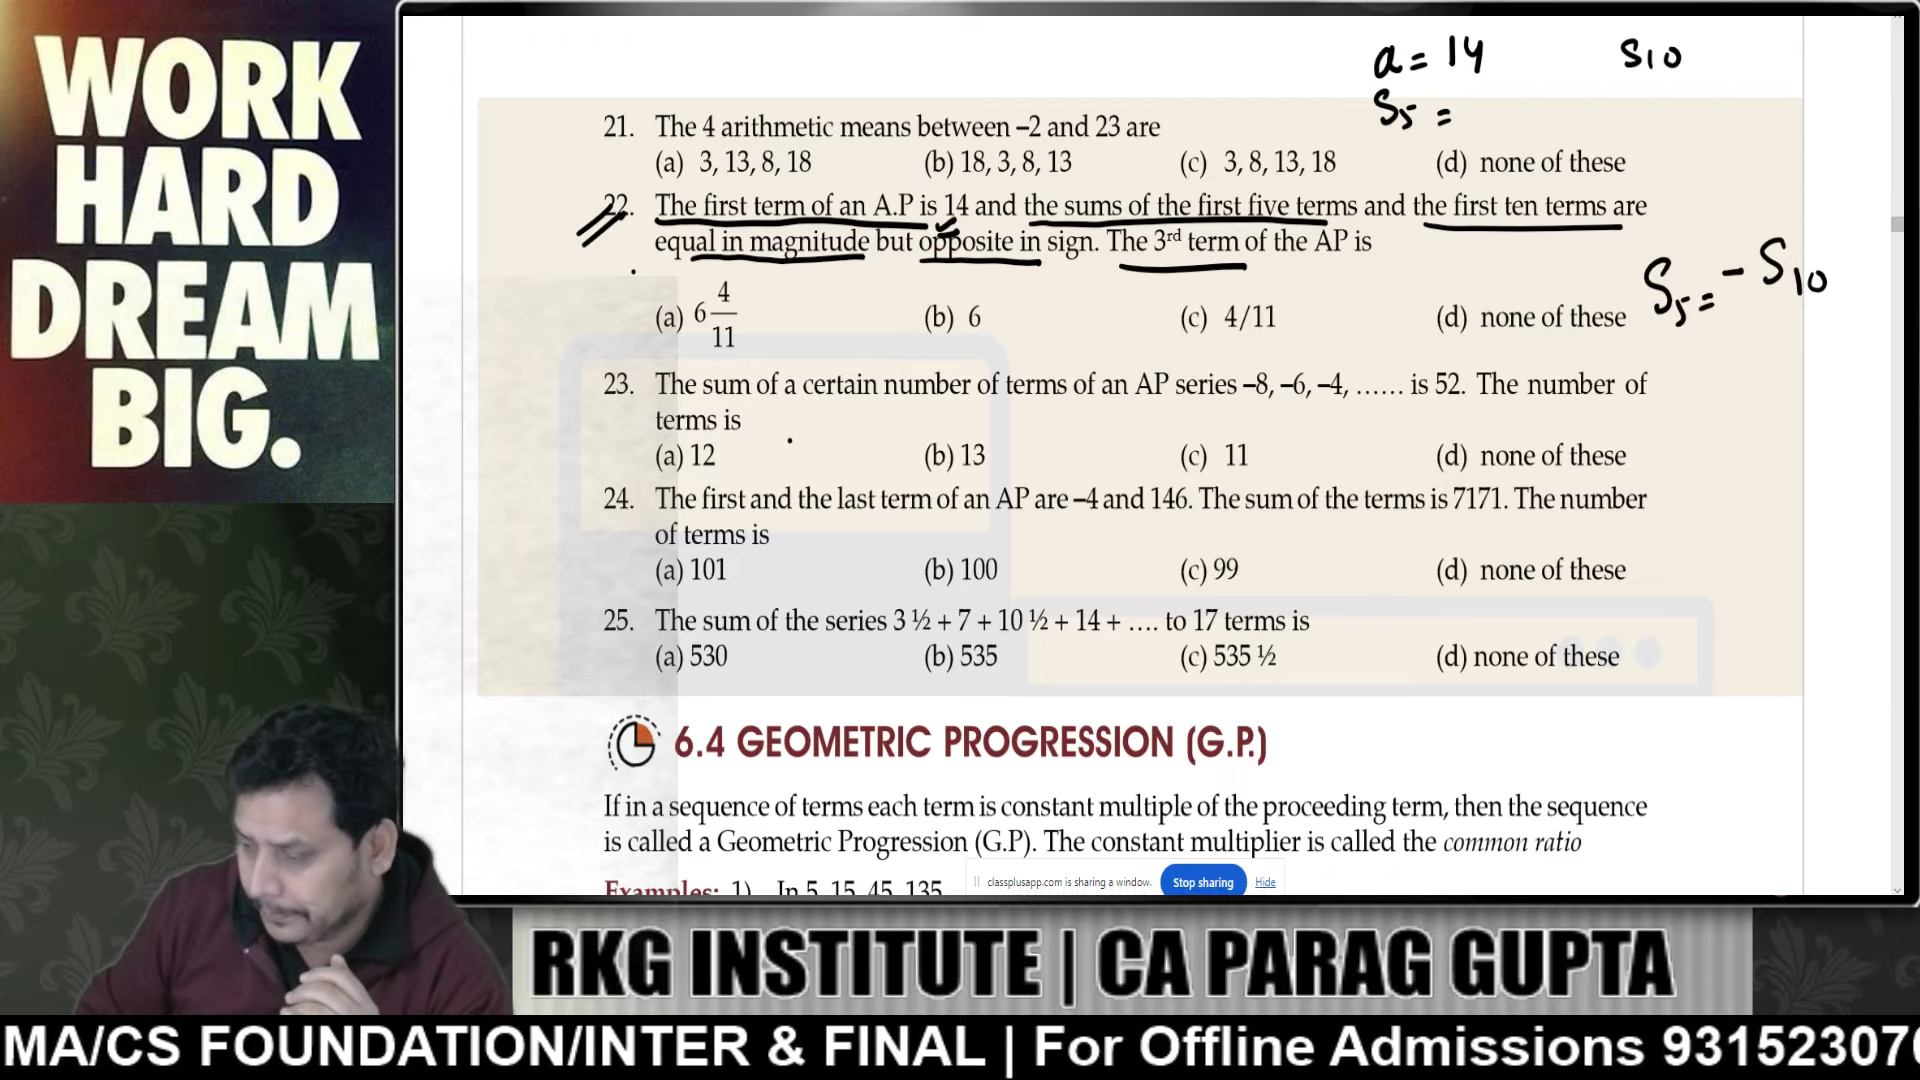 WORK
HARD
DREAM
BIG.
a = 14 S10
S5 =
21. The 4 arithmetic means between –2 and 23 are
(a) 3, 13, 8, 18 (b) 18, 3, 8, 13 (c) 3, 8, 13, 18 (d) none of these
22. The first term of an A.P is 14 and the sums of the first five terms and the first ten terms are
equal in magnitude but opposite in sign. The 3rd term of the AP is
S5 = - S10
(a) 6 4/11 (b) 6 (c) 4/11 (d) none of these
23. The sum of a certain number of terms of an AP series –8, –6, –4, …… is 52. The number of
terms is
(a) 12 (b) 13 (c) 11 (d) none of these
24. The first and the last term of an AP are –4 and 146. The sum of the terms is 7171. The number
of terms is
(a) 101 (b) 100 (c) 99 (d) none of these
25. The sum of the series 3 ½ + 7 + 10 ½ + 14 + …. to 17 terms is
(a) 530 (b) 535 (c) 535 ½ (d) none of these
6.4 GEOMETRIC PROGRESSION (G.P.)
If in a sequence of terms each term is constant multiple of the proceeding term, then the sequence
is called a Geometric Progression (G.P). The constant multiplier is called the common ratio
Examples: 1) In 5, 15, 45, 135
classplusapp.com is sharing a window. Stop sharing Hide
RKG INSTITUTE | CA PARAG GUPTA
MA/CS FOUNDATION/INTER & FINAL | For Offline Admissions 931523070